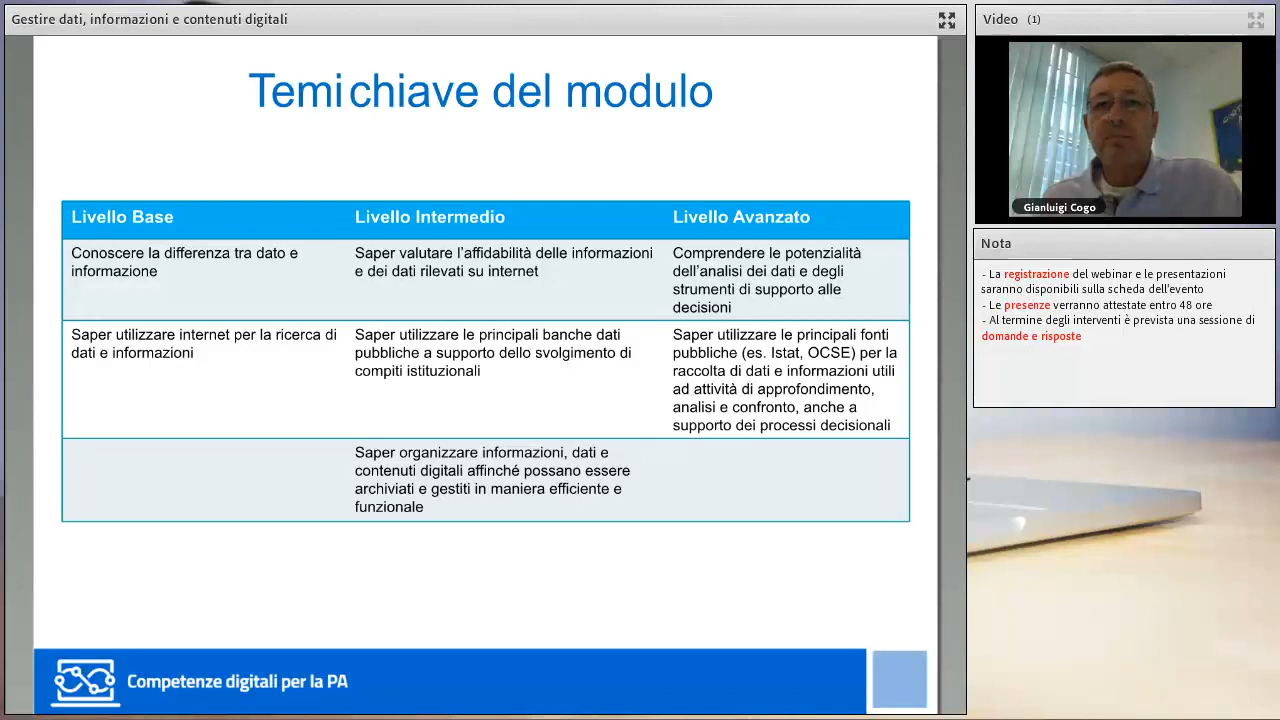 Gestire dati, informazioni e contenuti digitali
Temi chiave del modulo
Livello Base
Livello Intermedio
Livello Avanzato
Conoscere la differenza tra dato e
informazione
Saper valutare l'affidabilità delle informazioni
e dei dati rilevati su internet
Comprendere le potenzialità
dell'analisi dei dati e degli
strumenti di supporto alle
decisioni
Saper utilizzare internet per la ricerca di
dati e informazioni
Saper utilizzare le principali banche dati
pubbliche a supporto dello svolgimento di
compiti istituzionali
Saper utilizzare le principali fonti
pubbliche (es. Istat, OCSE) per la
raccolta di dati e informazioni utili
ad attività di approfondimento,
analisi e confronto, anche a
supporto dei processi decisionali
Saper organizzare informazioni, dati e
contenuti digitali affinché possano essere
archiviati e gestiti in maniera efficiente e
funzionale
Competenze digitali per la PA
Video (1)
Gianluigi Cogo
Nota
- La registrazione del webinar e le presentazioni
saranno disponibili sulla scheda dell'evento
- Le presenze verranno attestate entro 48 ore
- Al termine degli interventi è prevista una sessione di
domande e risposte